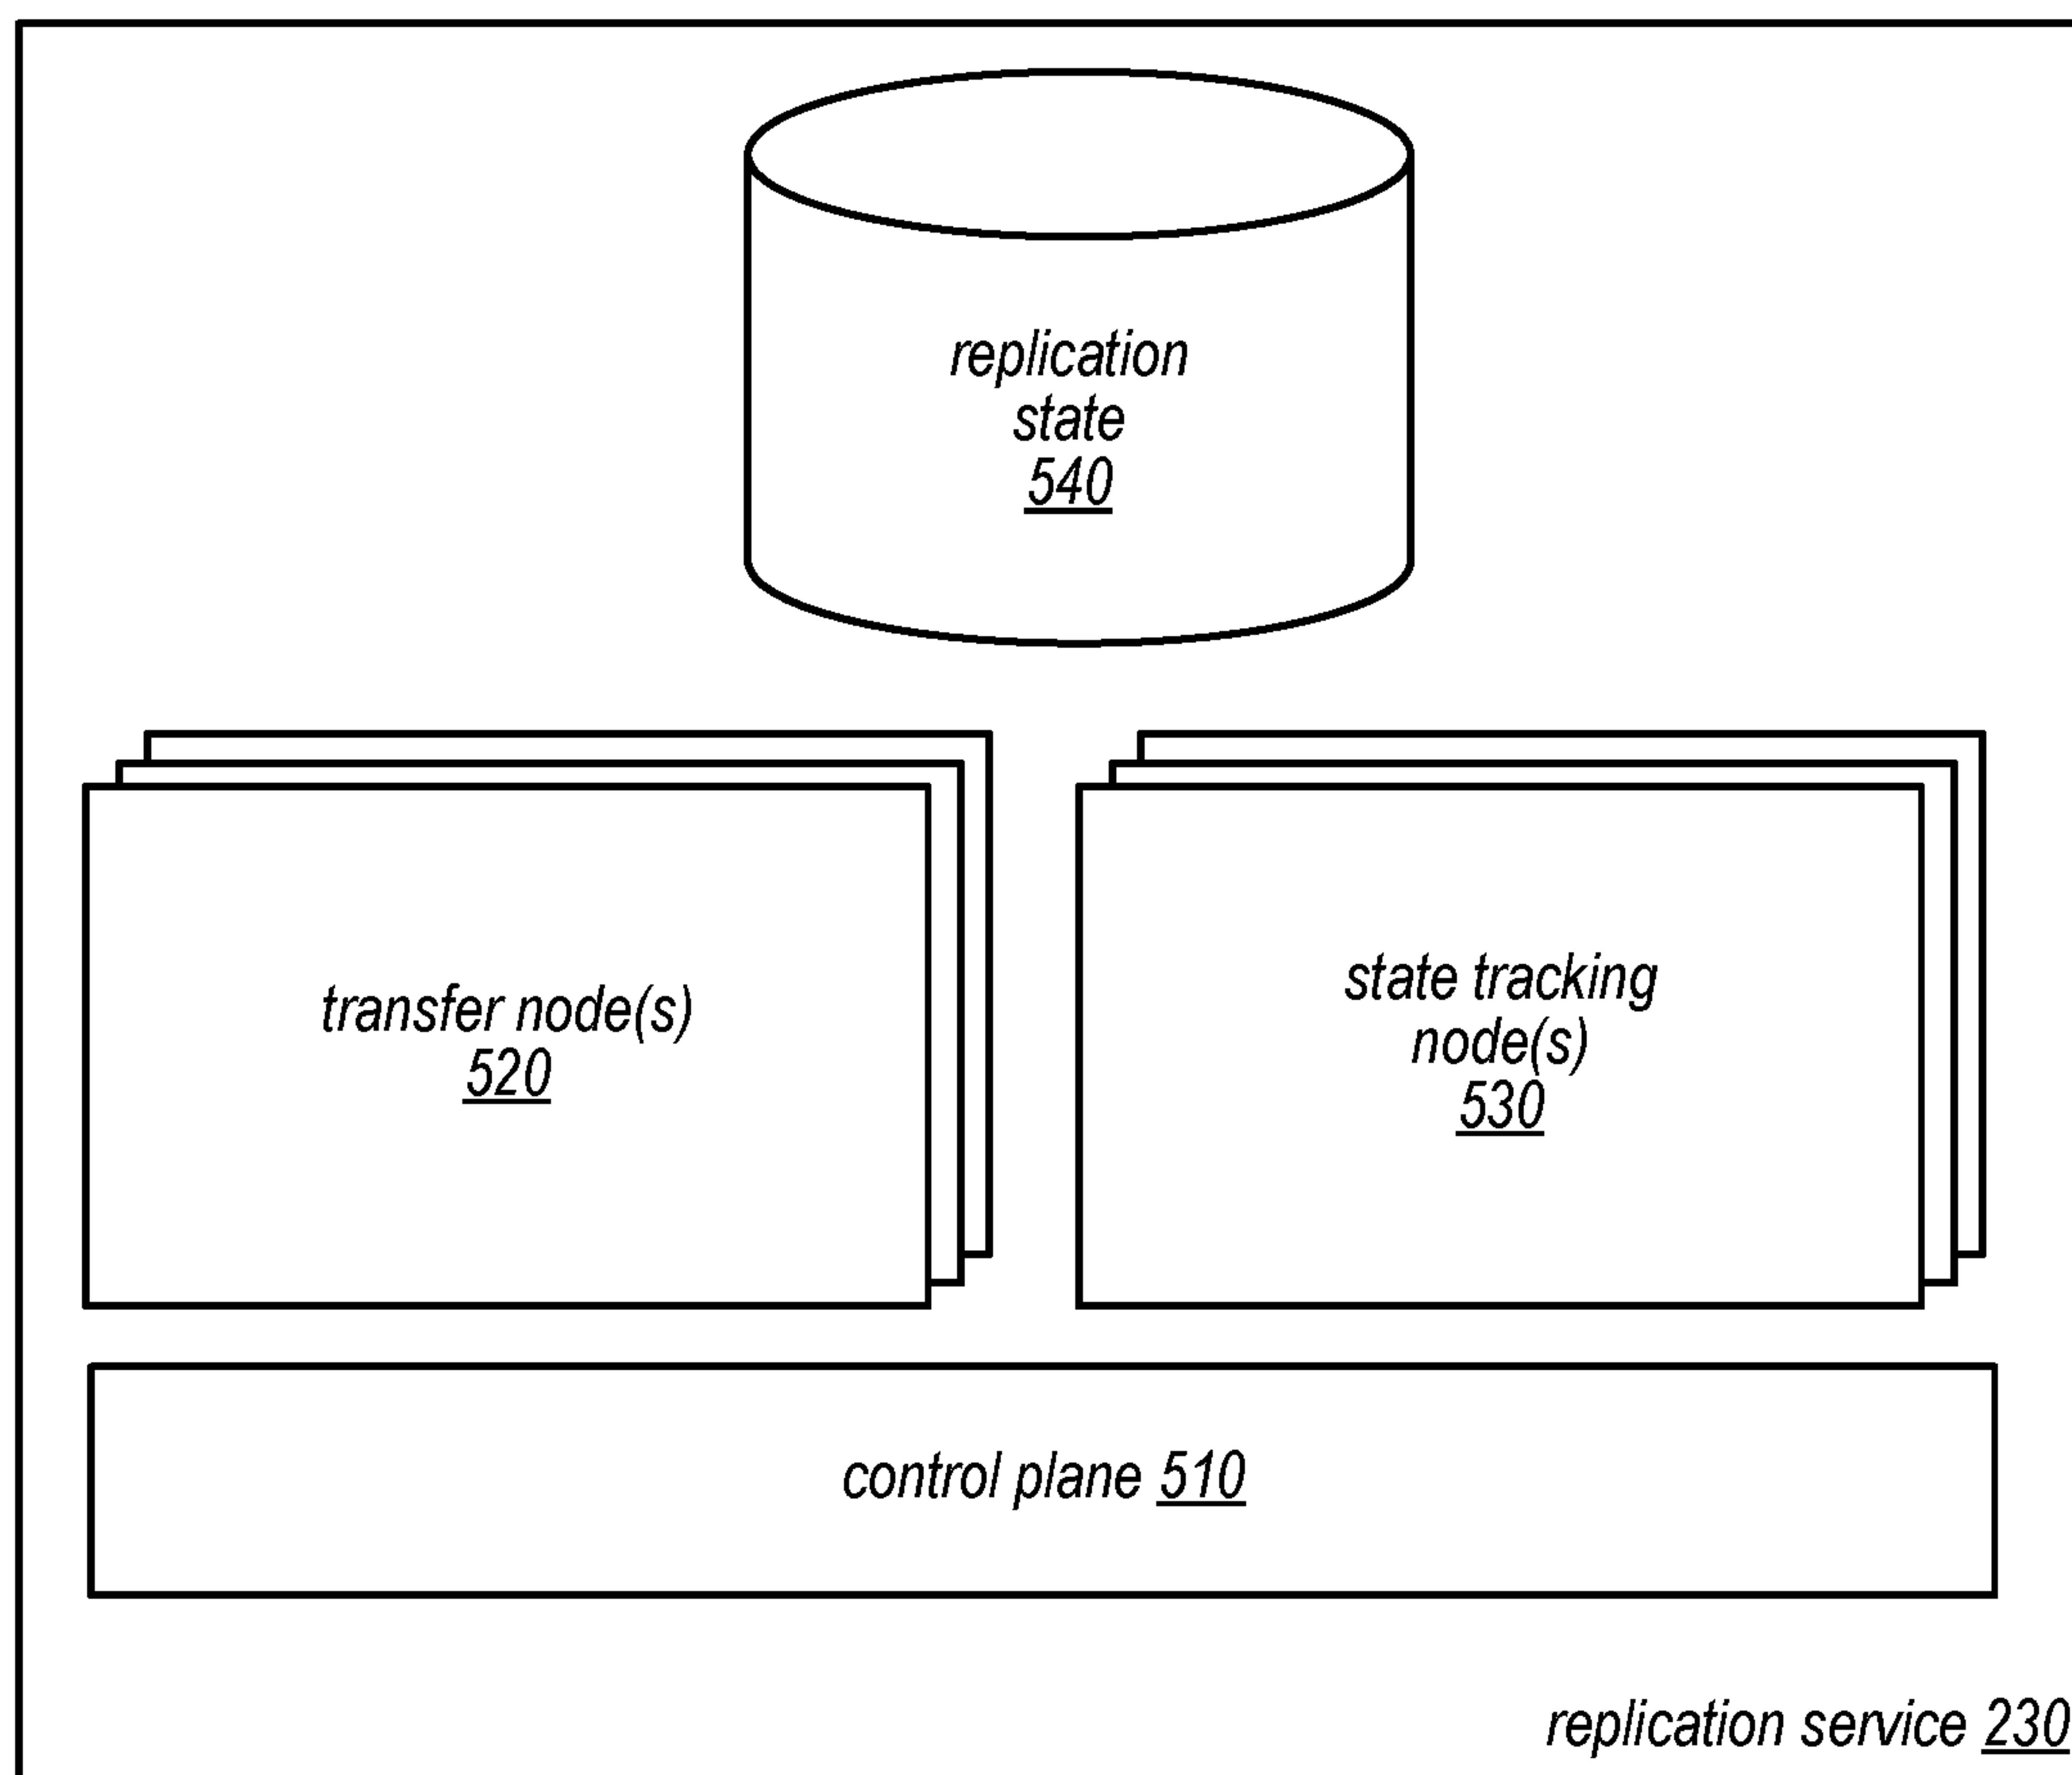 replication
state
540
transfer node(s)
520
state tracking
node(s)
530
control plane 510
replication service 230